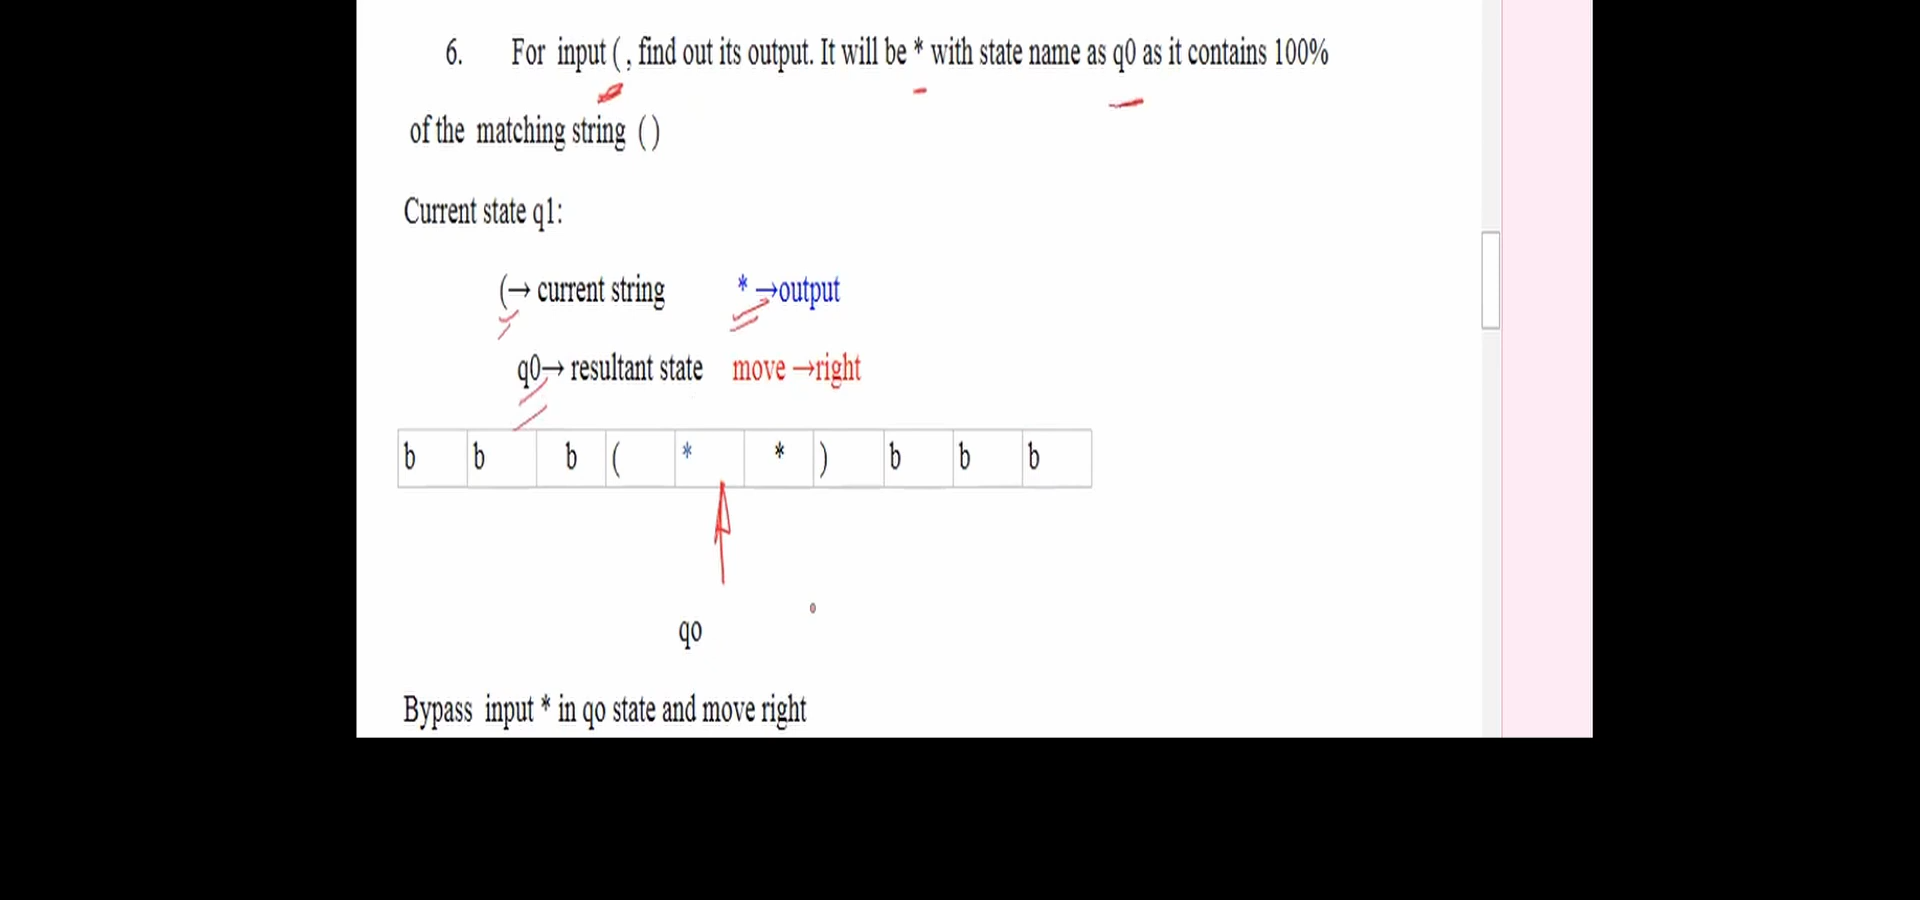 6. For input ( , find out its output. It will be * with state name as q0 as it contains 100%
of the matching string ( )
Current state q1:
(→ current string * →output
q0→ resultant state move →right
b b b ( * * ) b b b
qo
Bypass input * in qo state and move right